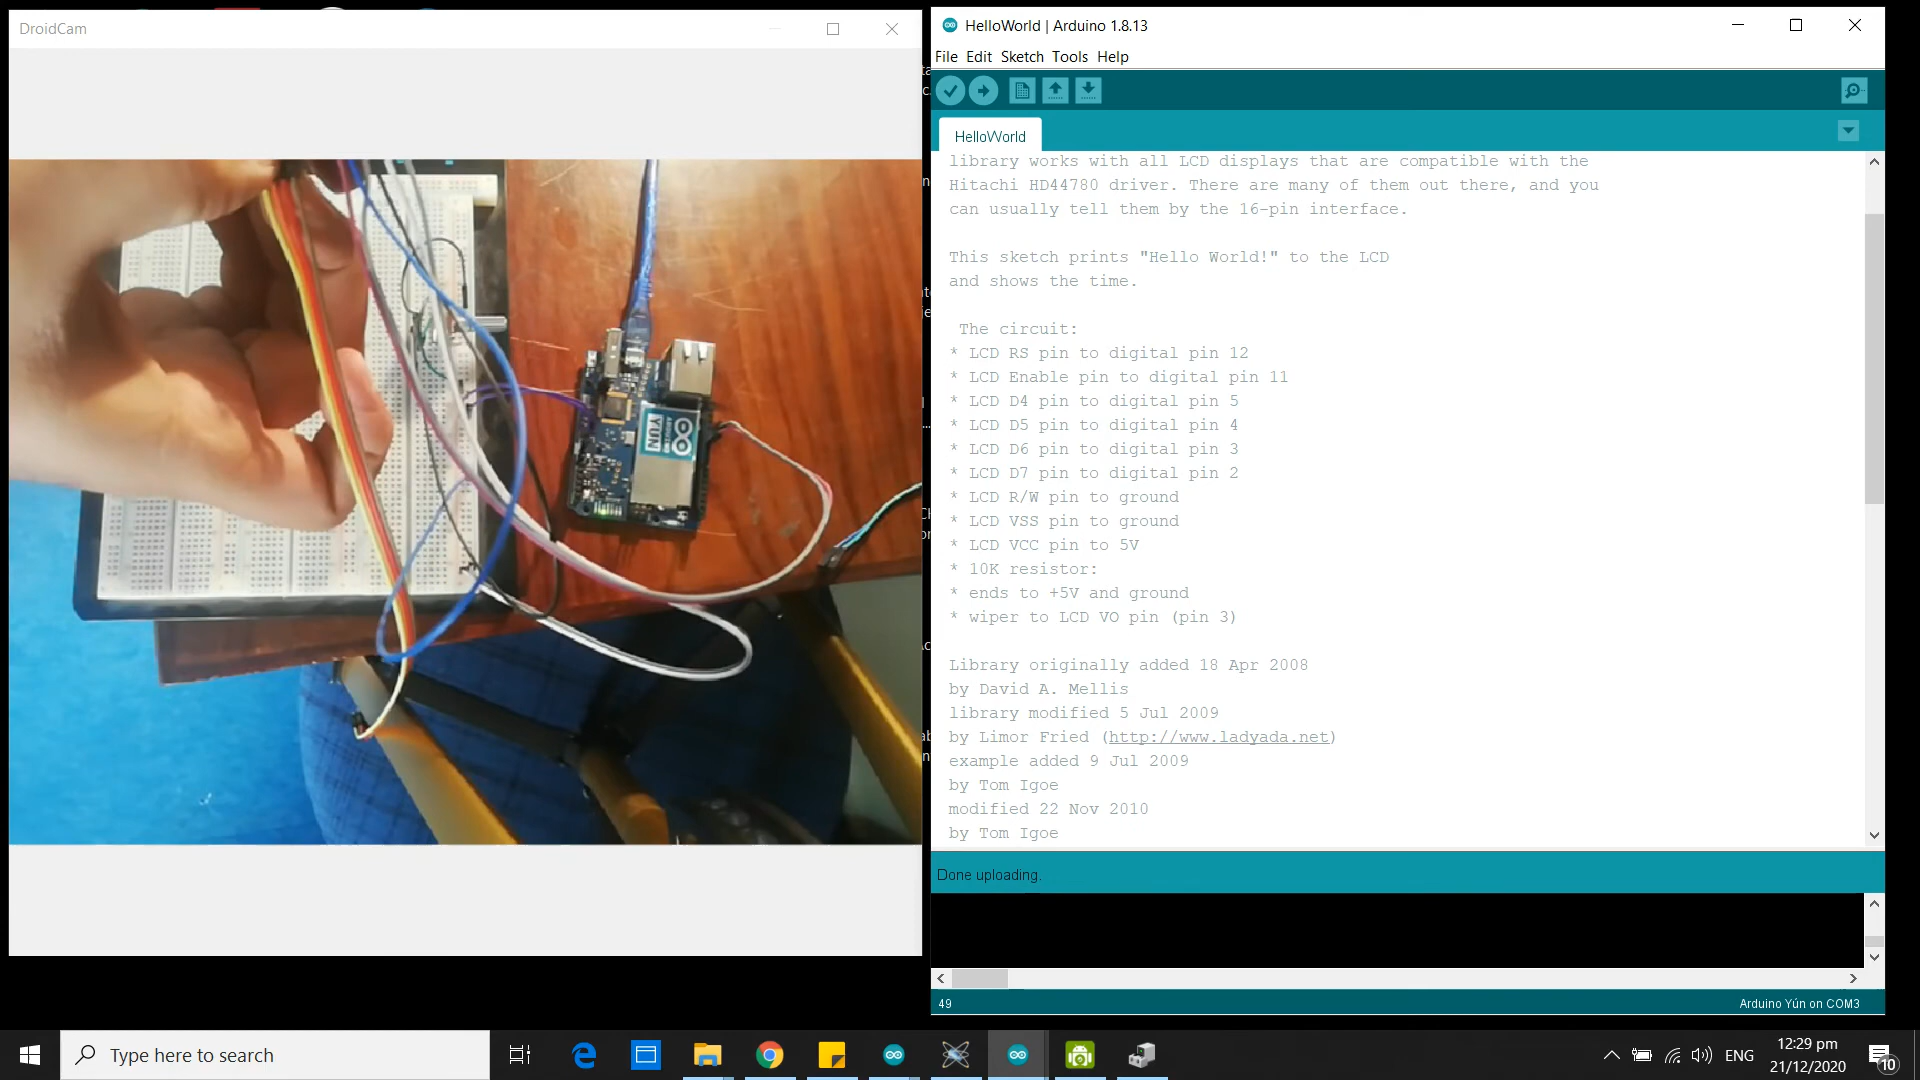 DroidCam
YUN
HelloWorld | Arduino 1.8.13
File Edit Sketch Tools Help
HelloWorld
library works with all LCD displays that are compatible with the
Hitachi HD44780 driver. There are many of them out there, and you
can usually tell them by the 16-pin interface.
This sketch prints "Hello World!" to the LCD
and shows the time.
The circuit:
* LCD RS pin to digital pin 12
* LCD Enable pin to digital pin 11
* LCD D4 pin to digital pin 5
* LCD D5 pin to digital pin 4
* LCD D6 pin to digital pin 3
* LCD D7 pin to digital pin 2
* LCD R/W pin to ground
* LCD VSS pin to ground
* LCD VCC pin to 5V
* 10K resistor:
* ends to +5V and ground
* wiper to LCD VO pin (pin 3)
Library originally added 18 Apr 2008
by David A. Mellis
library modified 5 Jul 2009
by Limor Fried (http://www.ladyada.net)
example added 9 Jul 2009
by Tom Igoe
modified 22 Nov 2010
by Tom Igoe
Done uploading.
49
Arduino Yún on COM3
Type here to search
ENG
12:29 pm
21/12/2020
10